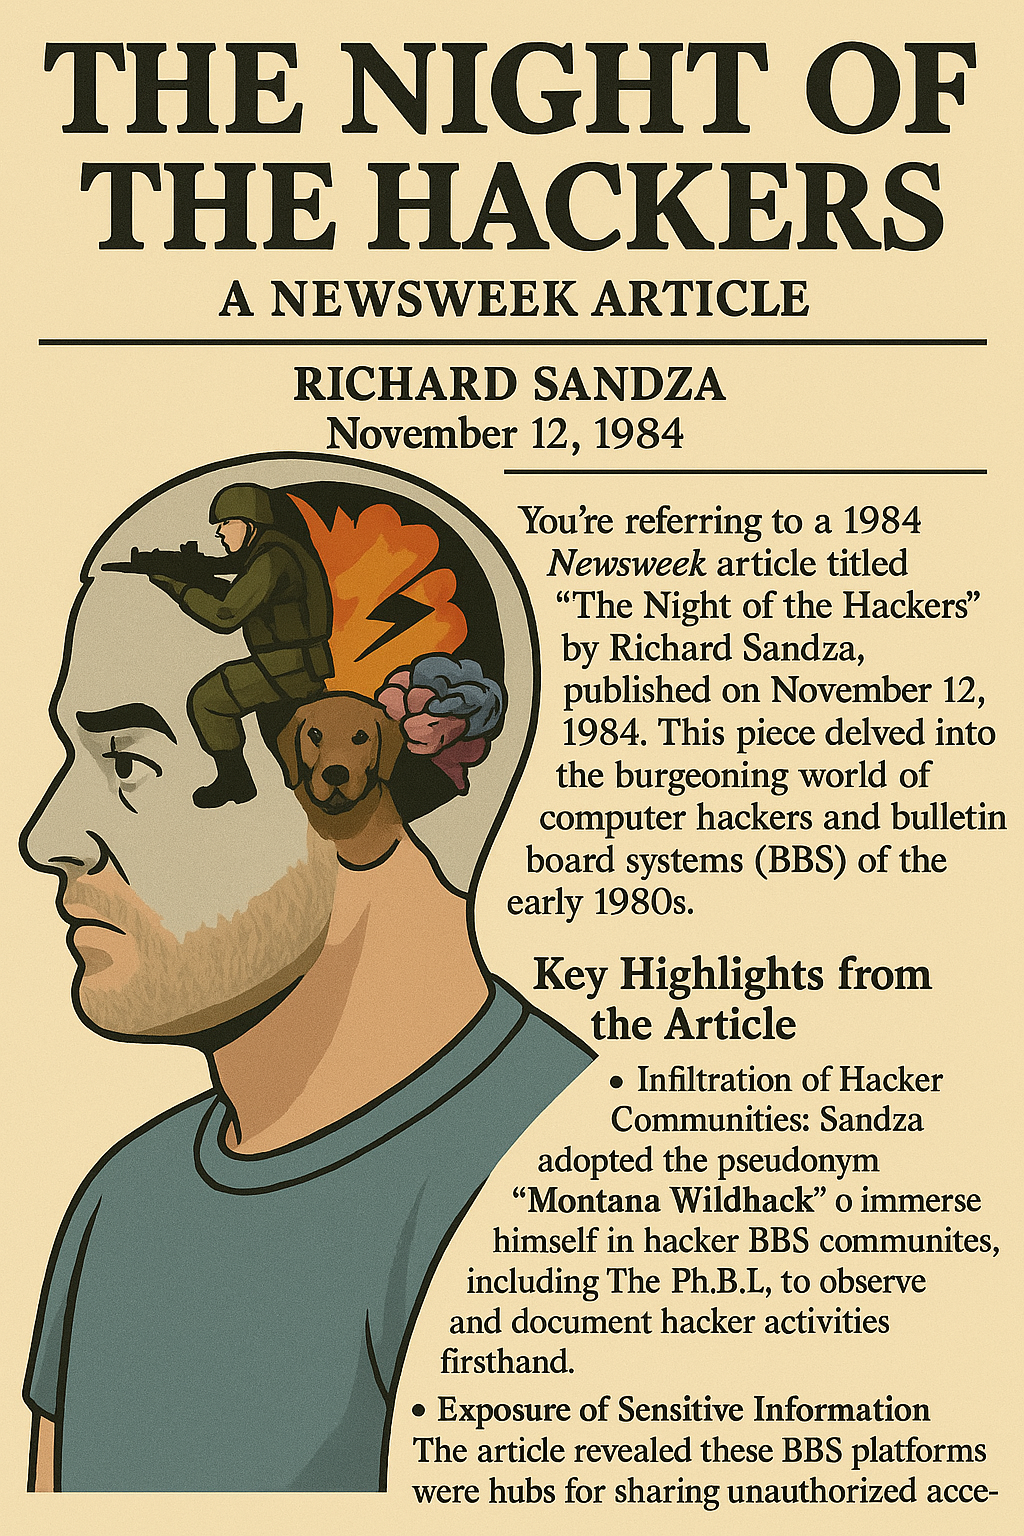 THE NIGHT OF
THE HACKERS
A NEWSWEEK ARTICLE
RICHARD SANDZA
November 12, 1984
You’re referring to a 1984
Newsweek article titled
“The Night of the Hackers”
by Richard Sandza,
published on November 12,
1984. This piece delved into
the burgeoning world of
computer hackers and bulletin
board systems (BBS) of the
early 1980s.
Key Highlights from
the Article
• Infiltration of Hacker
Communities: Sandza
adopted the pseudonym
“Montana Wildhack” o immerse
himself in hacker BBS communites,
including The Ph.B.L, to observe
and document hacker activities
firsthand.
• Exposure of Sensitive Information
The article revealed these BBS platforms
were hubs for sharing unauthorized acce-